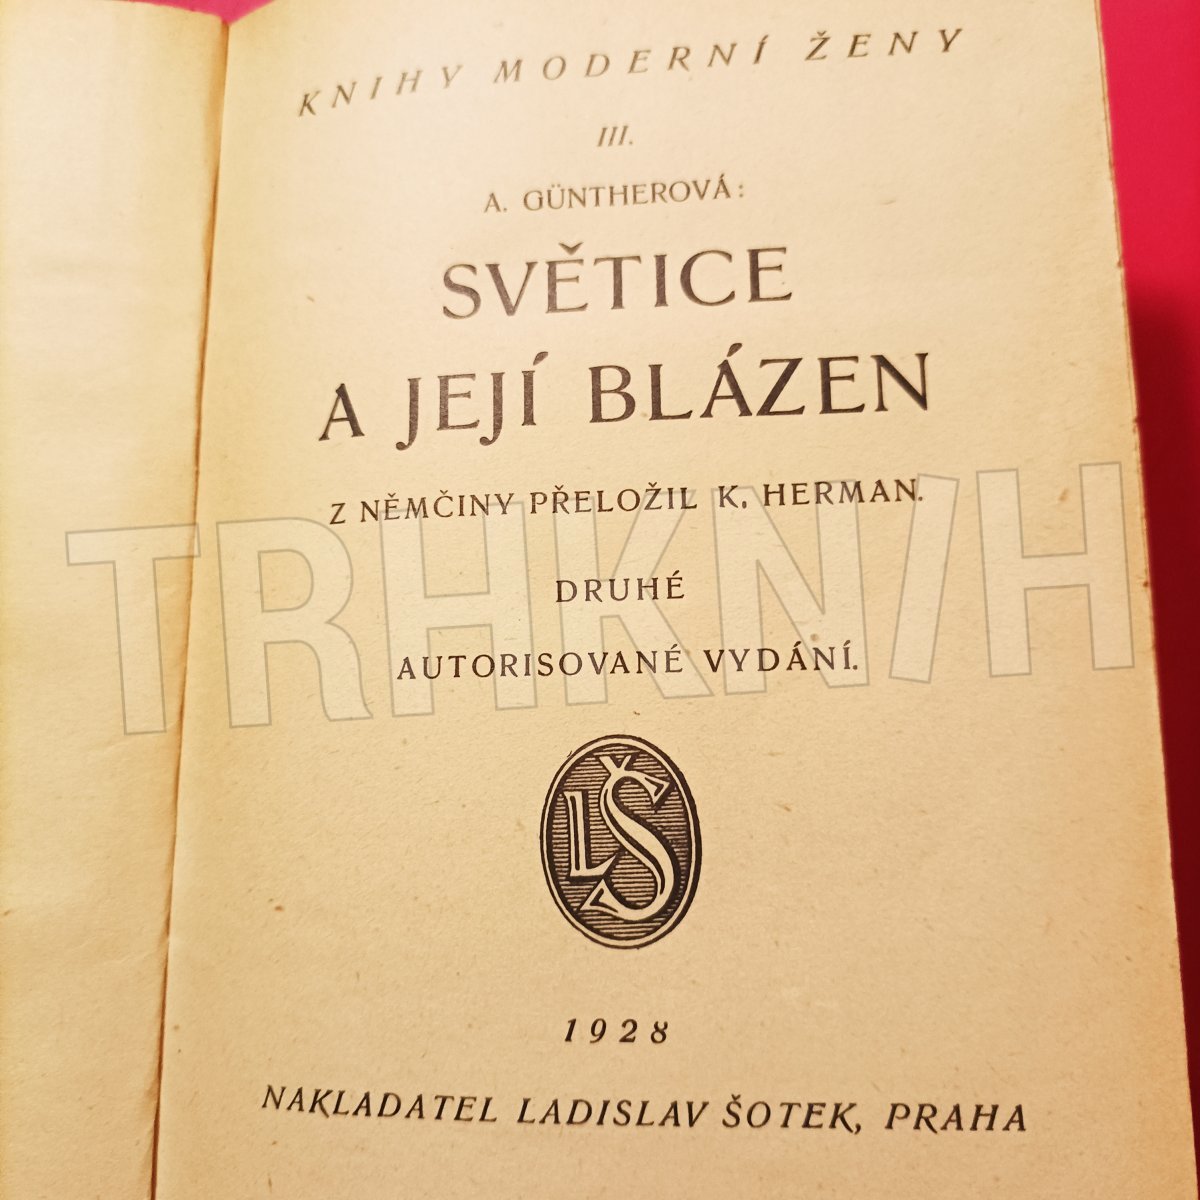 KNIHY MODERNÍ ŽENY
III.
A. GÜNTHEROVÁ:
SVĚTICE
A JEJÍ BLÁZEN
Z NĚMČINY PŘELOŽIL K. HERMAN.
DRUHÉ
AUTORISOVANÉ VYDÁNÍ.
TRHKNIH
LŠ
1928
NAKLADATEL LADISLAV ŠOTEK, PRAHA